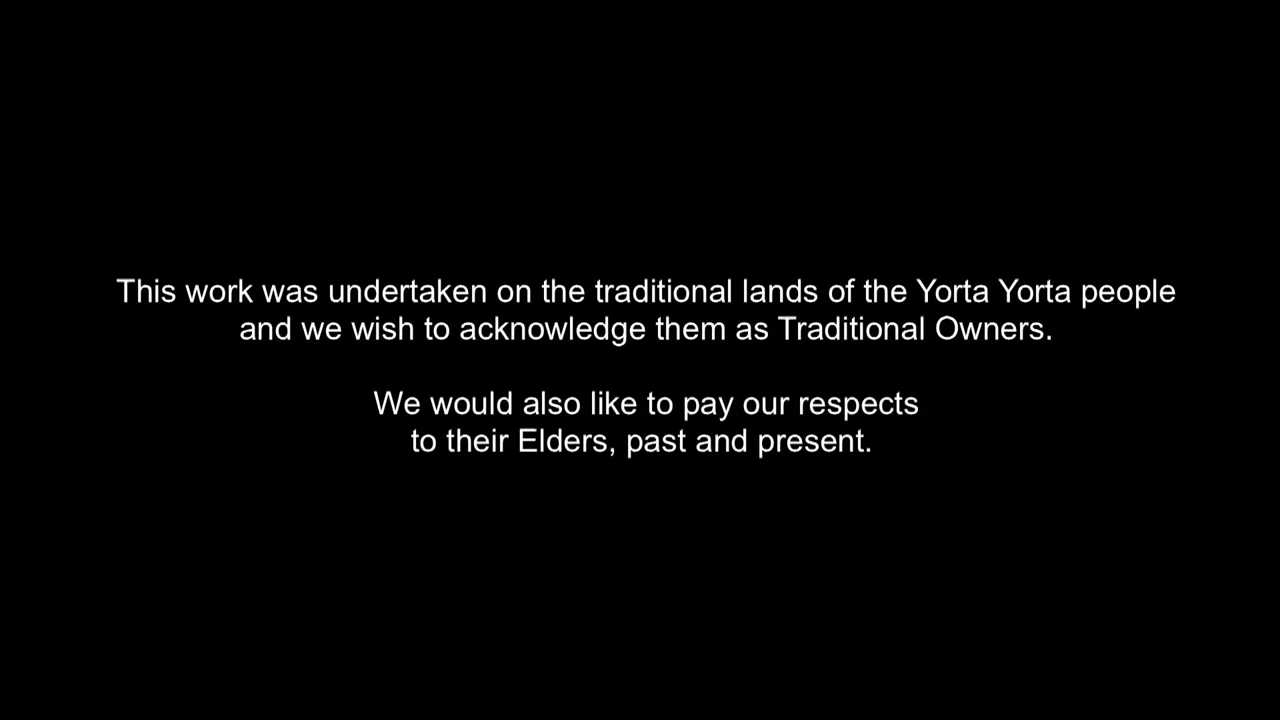 This work was undertaken on the traditional lands of the Yorta Yorta people
and we wish to acknowledge them as Traditional Owners.
We would also like to pay our respects
to their Elders, past and present.